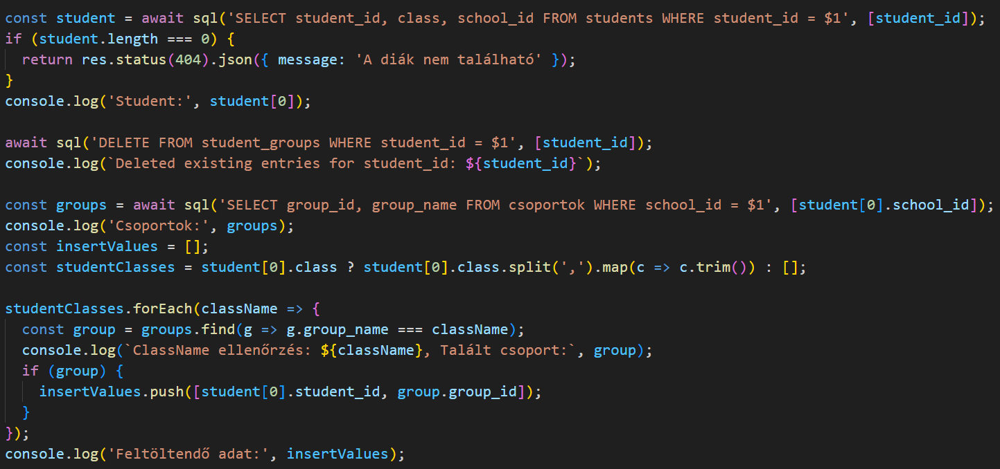 const student = await sql('SELECT student_id, class, school_id FROM students WHERE student_id = $1', [student_id]);
if (student.length === 0) {
  return res.status(404).json({ message: 'A diák nem található' });
}
console.log('Student:', student[0]);

await sql('DELETE FROM student_groups WHERE student_id = $1', [student_id]);
console.log(`Deleted existing entries for student_id: ${student_id}`);

const groups = await sql('SELECT group_id, group_name FROM csoportok WHERE school_id = $1', [student[0].school_id]);
console.log('Csoportok:', groups);
const insertValues = [];
const studentClasses = student[0].class ? student[0].class.split(',').map(c => c.trim()) : [];

studentClasses.forEach(className => {
  const group = groups.find(g => g.group_name === className);
  console.log(`ClassName ellenőrzés: ${className}, Talált csoport:`, group);
  if (group) {
    insertValues.push([student[0].student_id, group.group_id]);
  }
});
console.log('Feltöltendő adat:', insertValues);